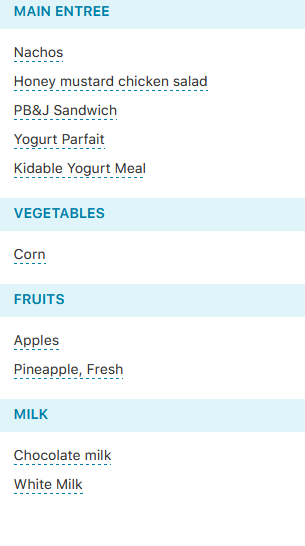 MAIN ENTREE
Nachos
Honey mustard chicken salad
PB&J Sandwich
Yogurt Parfait
Kidable Yogurt Meal
VEGETABLES
Corn
FRUITS
Apples
Pineapple, Fresh
MILK
Chocolate milk
White Milk